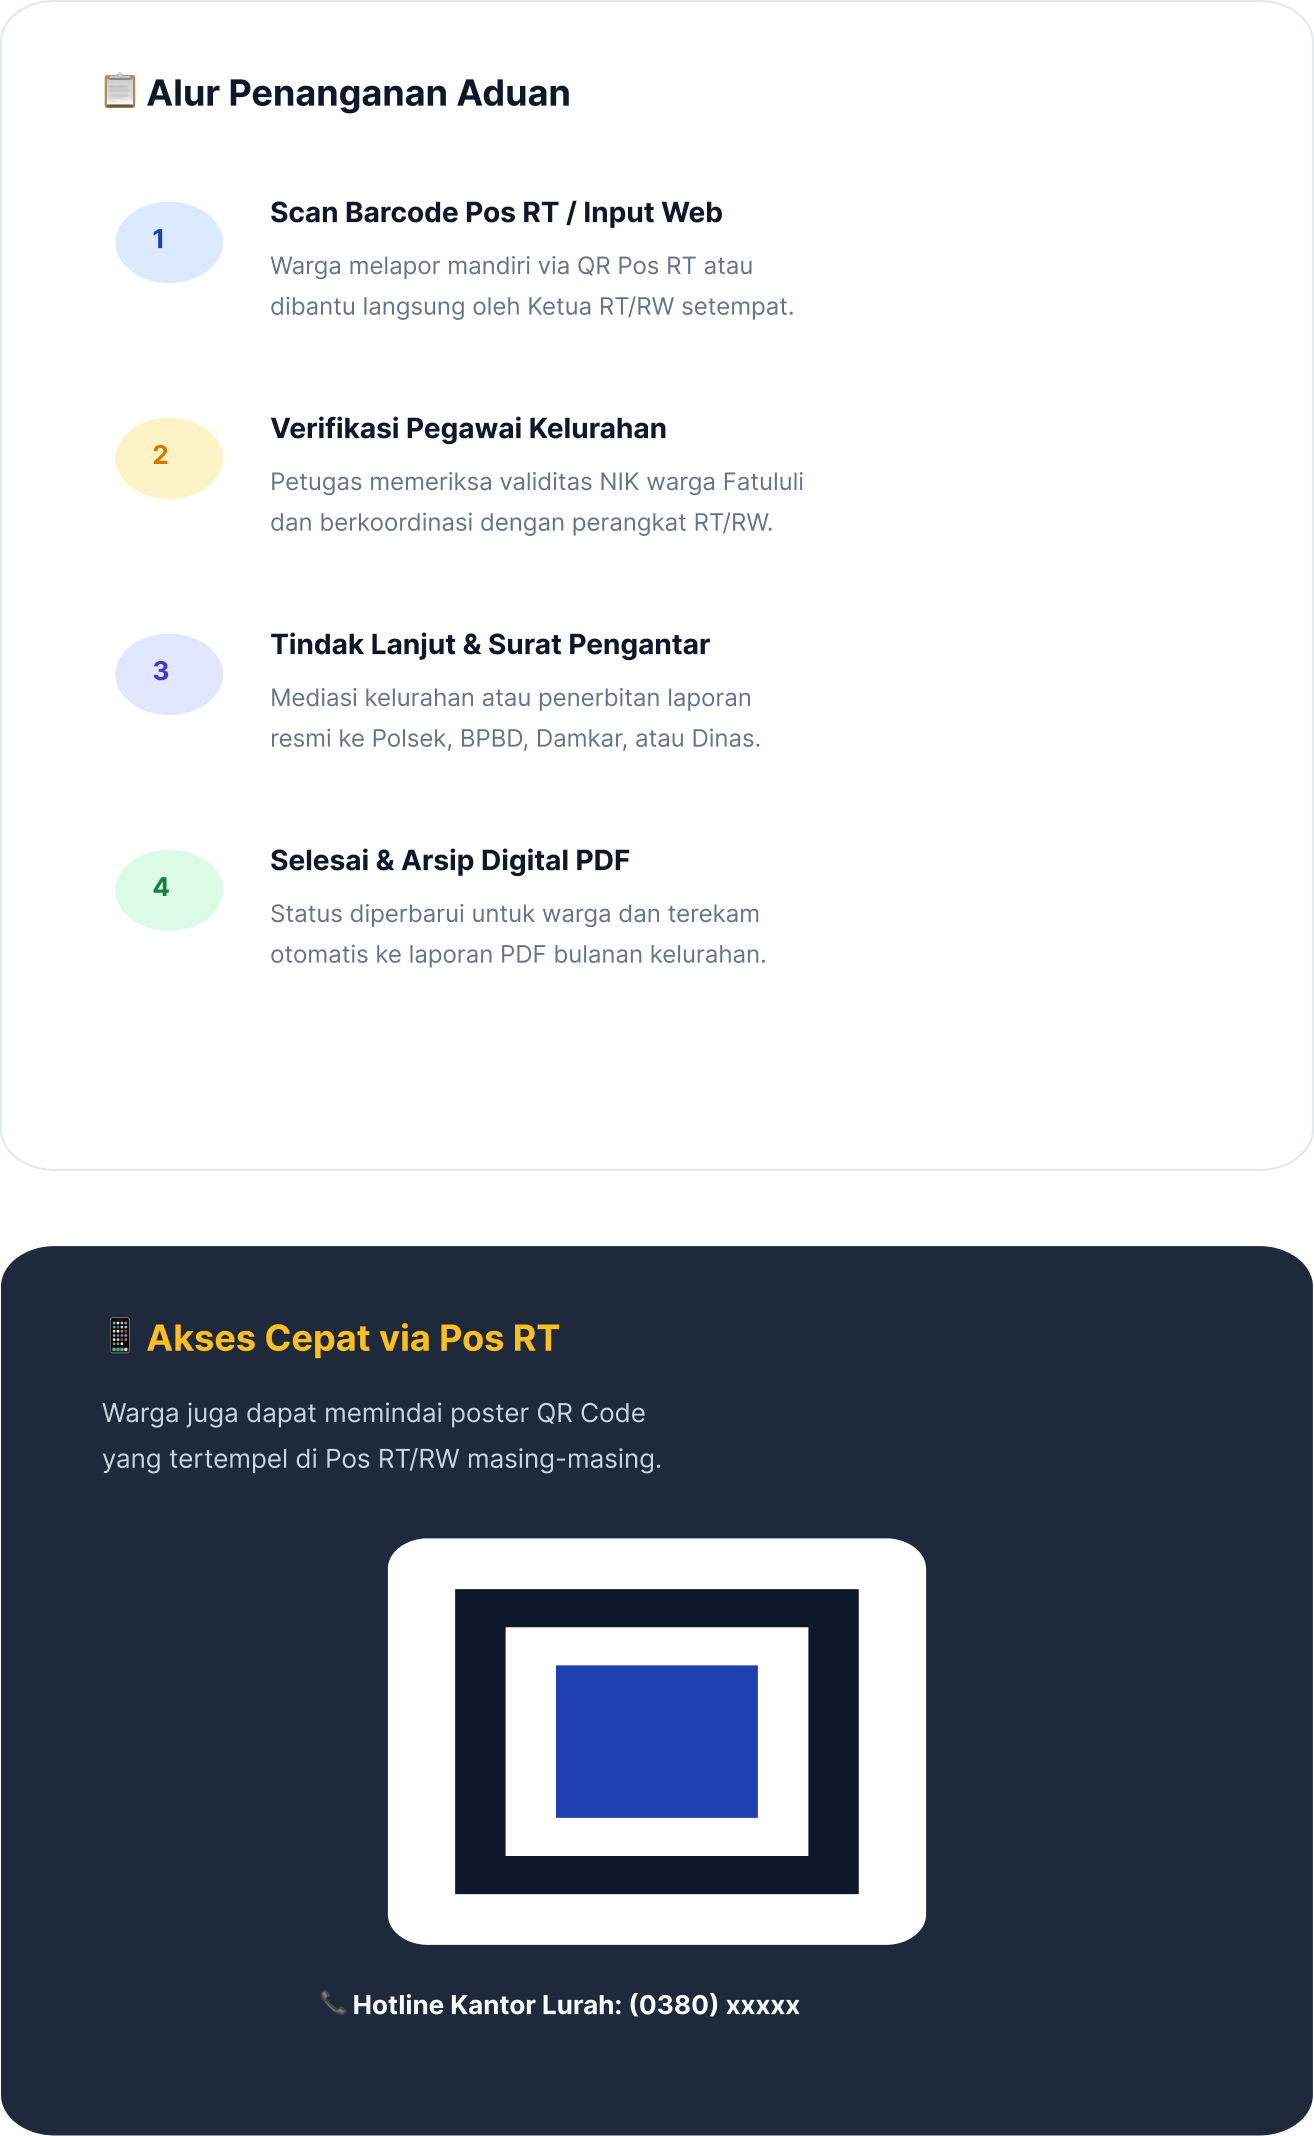 📋 Alur Penanganan Aduan
1
Scan Barcode Pos RT / Input Web
Warga melapor mandiri via QR Pos RT atau
dibantu langsung oleh Ketua RT/RW setempat.
2
Verifikasi Pegawai Kelurahan
Petugas memeriksa validitas NIK warga Fatululi
dan berkoordinasi dengan perangkat RT/RW.
3
Tindak Lanjut & Surat Pengantar
Mediasi kelurahan atau penerbitan laporan
resmi ke Polsek, BPBD, Damkar, atau Dinas.
4
Selesai & Arsip Digital PDF
Status diperbarui untuk warga dan terekam
otomatis ke laporan PDF bulanan kelurahan.
📱 Akses Cepat via Pos RT
Warga juga dapat memindai poster QR Code
yang tertempel di Pos RT/RW masing-masing.
📞 Hotline Kantor Lurah: (0380) xxxxx